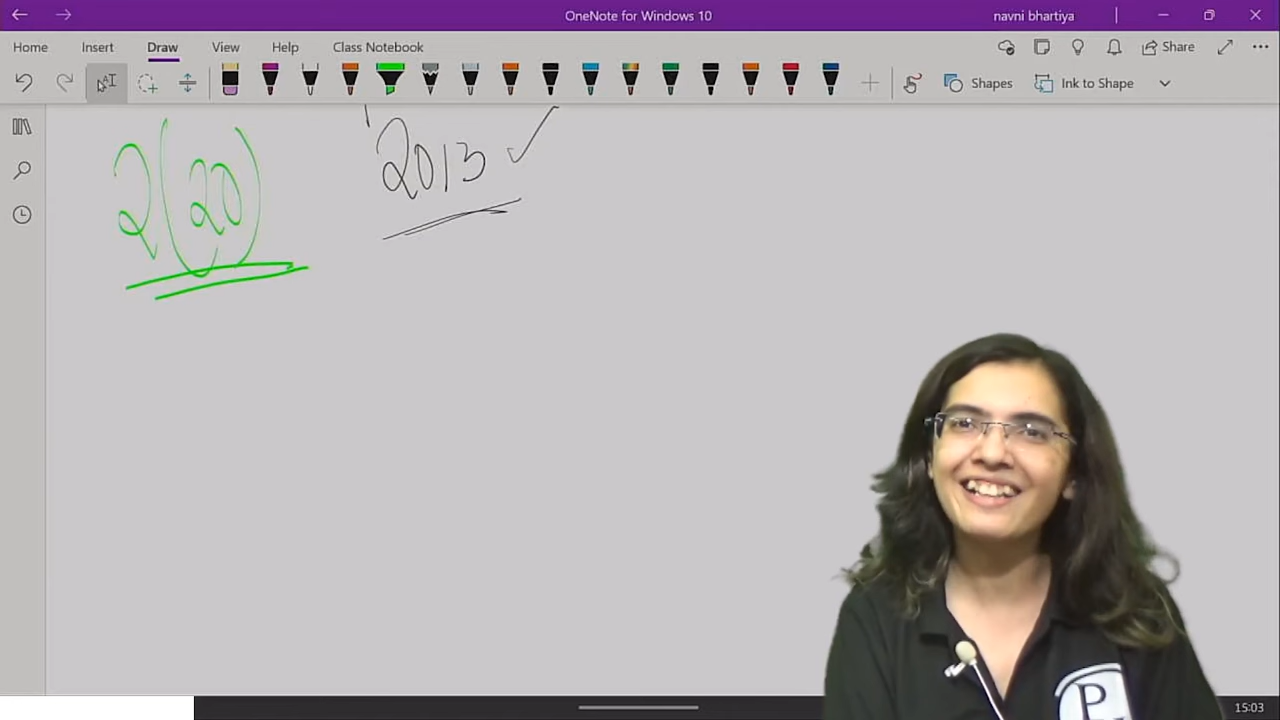 OneNote for Windows 10
navni bhartiya
Home Insert Draw View Help Class Notebook
Share
Shapes
Ink to Shape
2(20)
2013 ✓
P
15:03